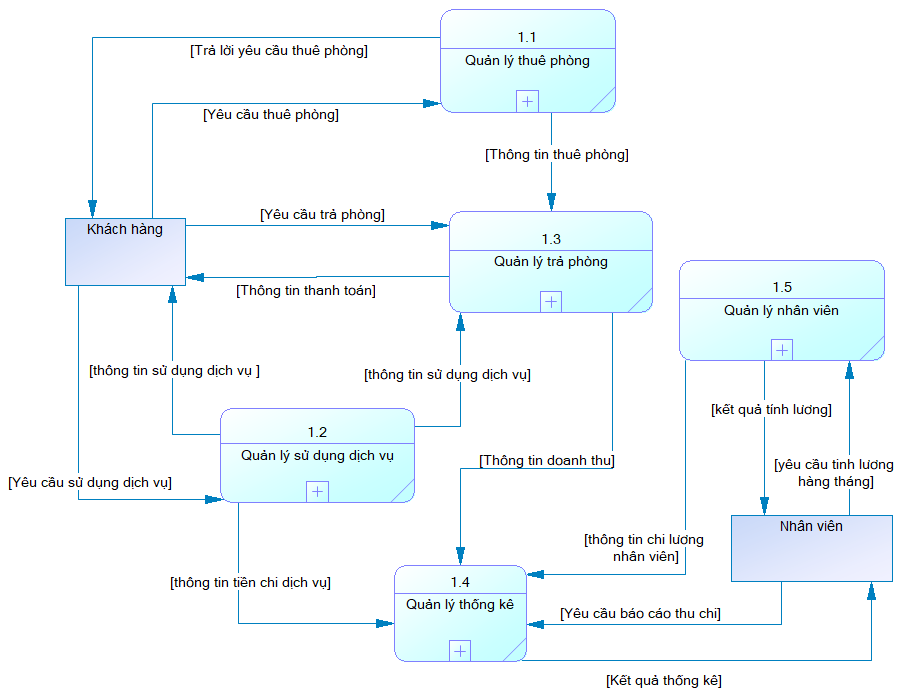 1.1
[Trả lời yêu cầu thuê phòng]
Quản lý thuê phòng
[Yêu cầu thuê phòng]
[Thông tin thuê phòng]
[Yêu cầu trả phòng]
Khách hàng
1.3
Quản lý trả phòng
[Thông tin thanh toán]
1.5
Quản lý nhân viên
[thông tin sử dụng dịch vụ ]
[thông tin sử dụng dịch vụ]
[kết quả tính lương]
1.2
Quản lý sử dụng dịch vụ
[Thông tin doanh thu]
[yêu cầu tinh lương
hàng tháng]
[Yêu cầu sử dụng dịch vụ]
Nhân viên
[thông tin chi lương
nhân viên]
[thông tin tiền chi dịch vụ]
1.4
Quản lý thống kê
[Yêu cầu báo cáo thu chi]
[Kết quả thống kê]